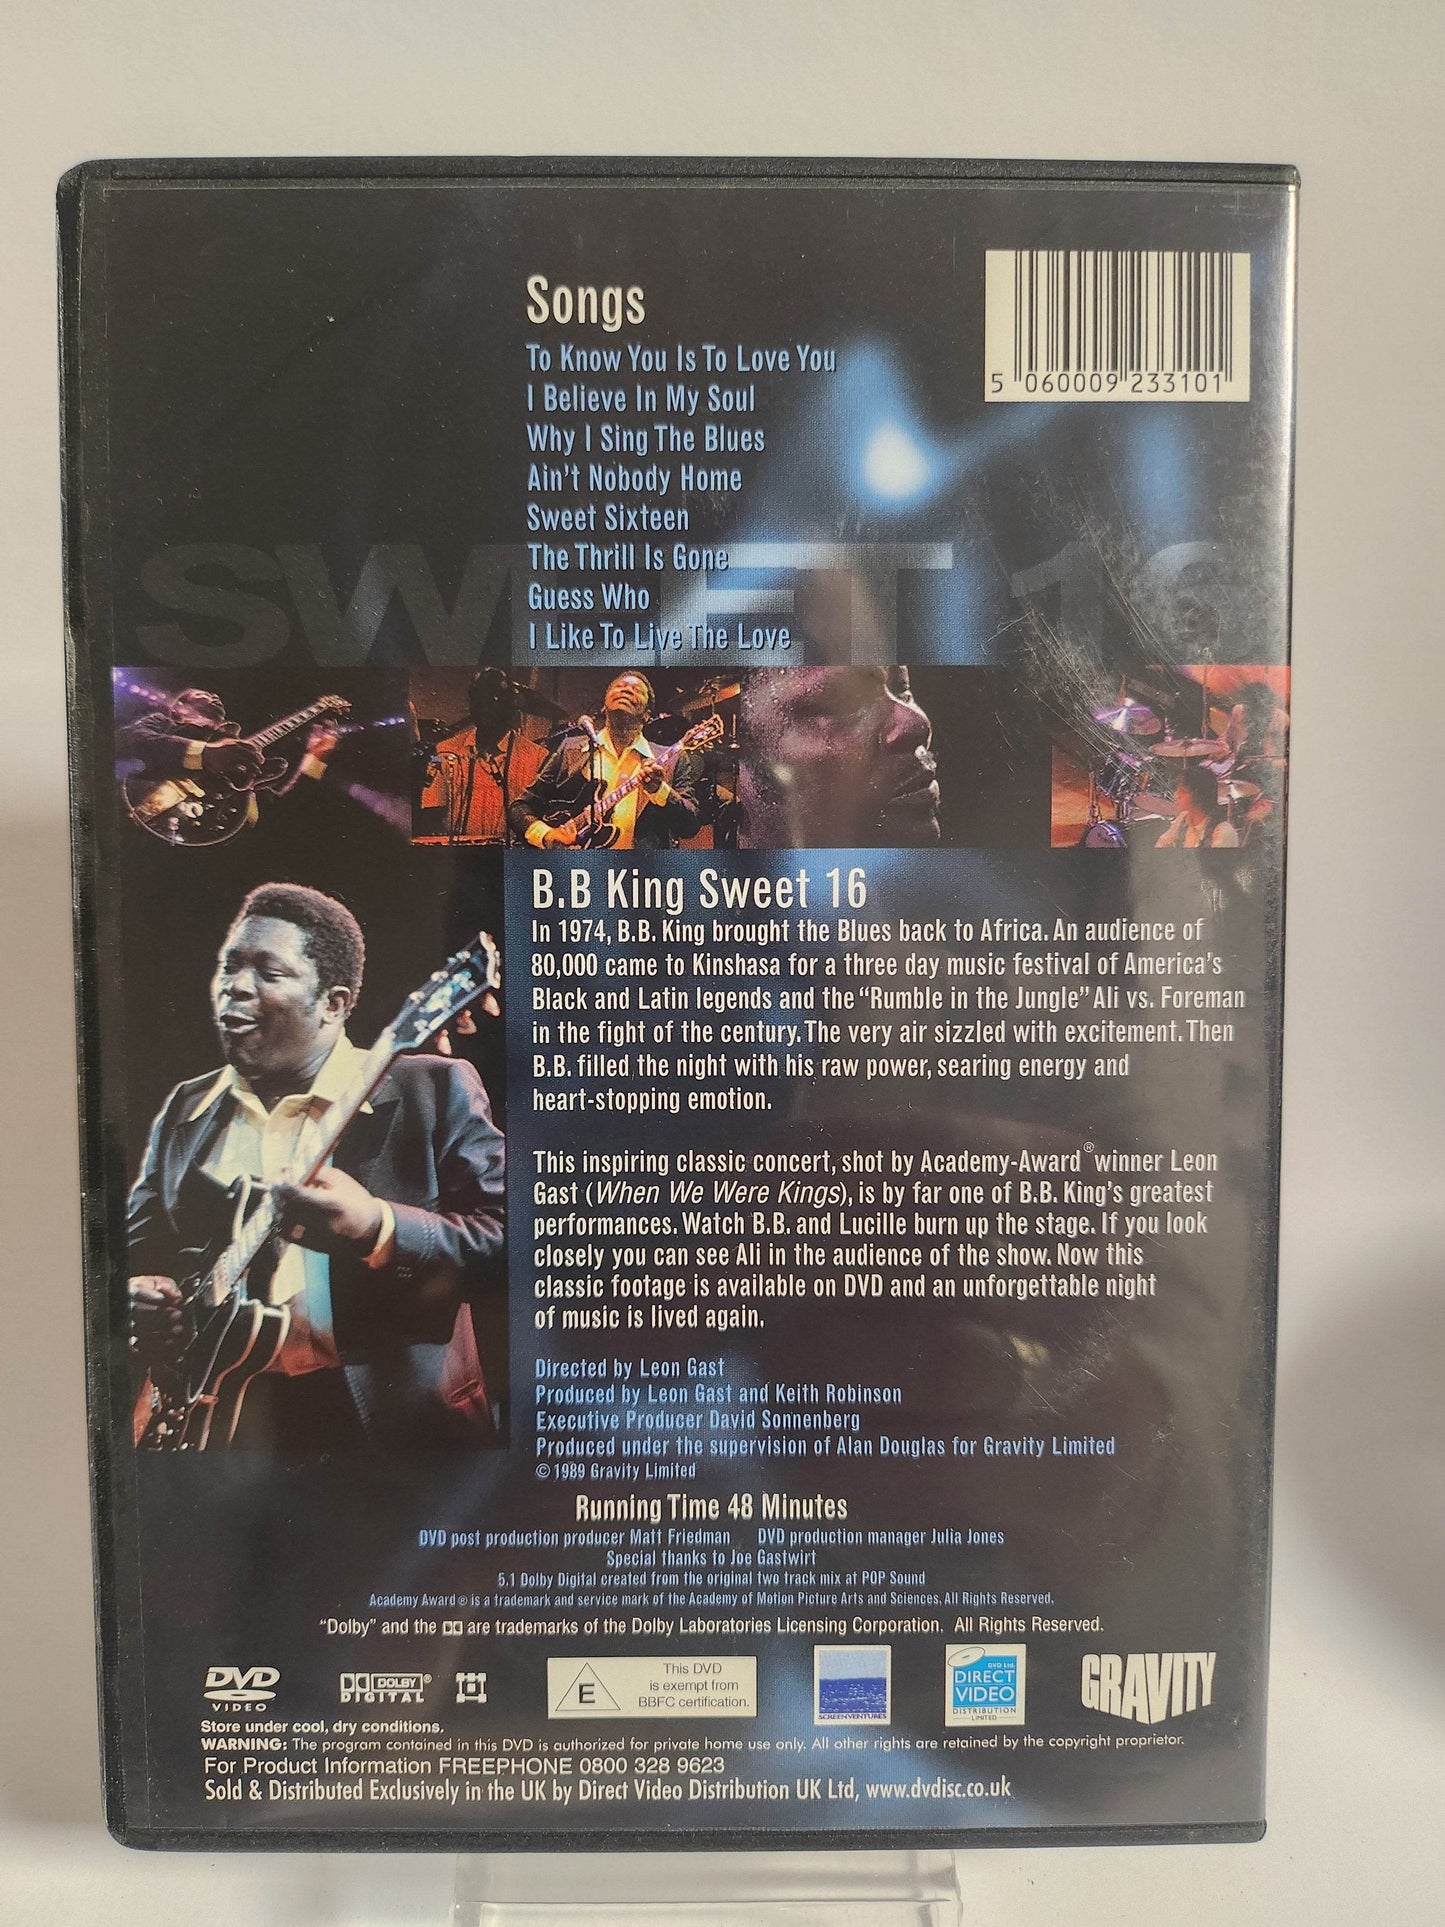 Songs
To Know You Is To Love You
I Believe In My Soul
Why I Sing The Blues
Ain't Nobody Home
Sweet Sixteen
The Thrill Is Gone
Guess Who
I Like To Live The Love
5 060009 233101
SWEET 16
B.B King Sweet 16
In 1974, B.B. King brought the Blues back to Africa. An audience of
80,000 came to Kinshasa for a three day music festival of America's
Black and Latin legends and the "Rumble in the Jungle" Ali vs. Foreman
in the fight of the century. The very air sizzled with excitement. Then
B.B. filled the night with his raw power, searing energy and
heart-stopping emotion.
This inspiring classic concert, shot by Academy-Award® winner Leon
Gast (When We Were Kings), is by far one of B.B. King's greatest
performances. Watch B.B. and Lucille burn up the stage. If you look
closely you can see Ali in the audience of the show. Now this
classic footage is available on DVD and an unforgettable night
of music is lived again.
Directed by Leon Gast
Produced by Leon Gast and Keith Robinson
Executive Producer David Sonnenberg
Produced under the supervision of Alan Douglas for Gravity Limited
© 1989 Gravity Limited
Running Time 48 Minutes
DVD post production producer Matt Friedman DVD production manager Julia Jones
Special thanks to Joe Gastwirt
5.1 Dolby Digital created from the original two track mix at POP Sound
Academy Award ® is a trademark and service mark of the Academy of Motion Picture Arts and Sciences. All Rights Reserved.
"Dolby" and the are trademarks of the Dolby Laboratories Licensing Corporation. All Rights Reserved.
DVD
VIDEO
DOLBY®
DIGITAL
E
This DVD
is exempt from
BBFC certification.
SCREENVENTURES
DVD Ltd.
DIRECT
VIDEO
DISTRIBUTION
LIMITED
GRAVITY
Store under cool, dry conditions.
WARNING: The program contained in this DVD is authorized for private home use only. All other rights are retained by the copyright proprietor.
For Product Information FREEPHONE 0800 328 9623
Sold & Distributed Exclusively in the UK by Direct Video Distribution UK Ltd, www.dvdisc.co.uk